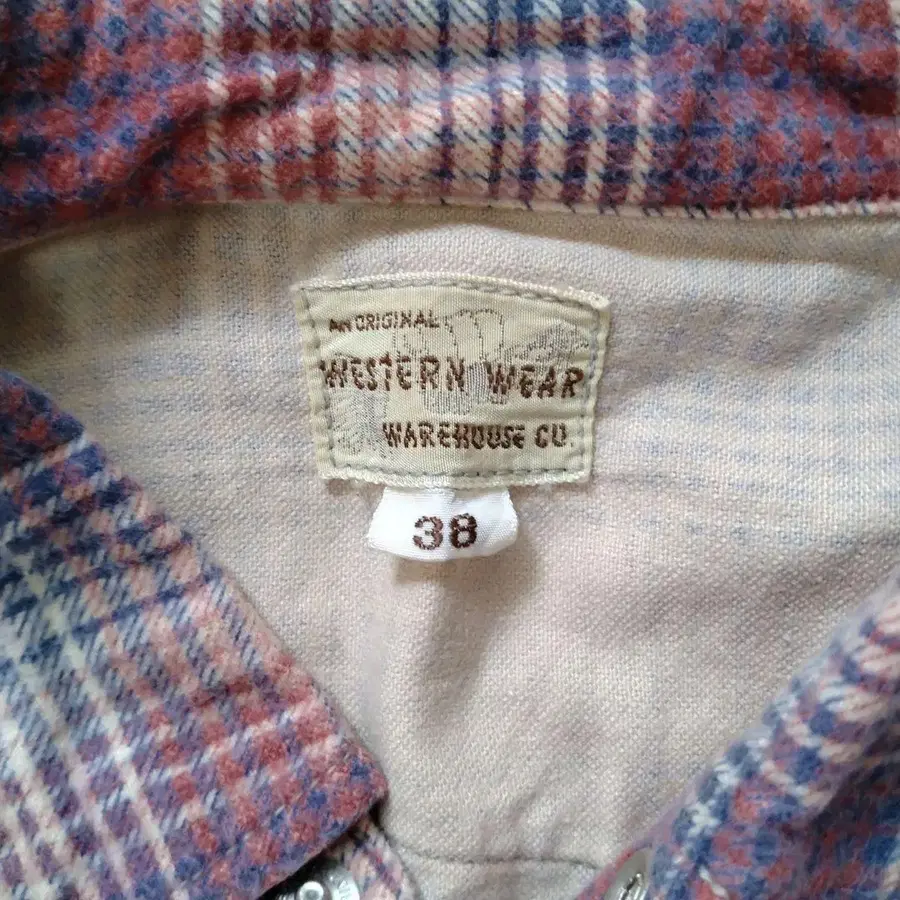 AN ORIGINAL
WESTERN WEAR
WAREHOUSE CO.
38